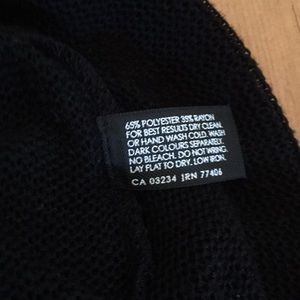 65% POLYESTER 35% RAYON
FOR BEST RESULTS DRY CLEAN.
OR HAND WASH COLD. WASH
DARK COLOURS SEPARATELY.
NO BLEACH. DO NOT WRING.
LAY FLAT TO DRY. LOW IRON.
CA 03234 JRN 77406